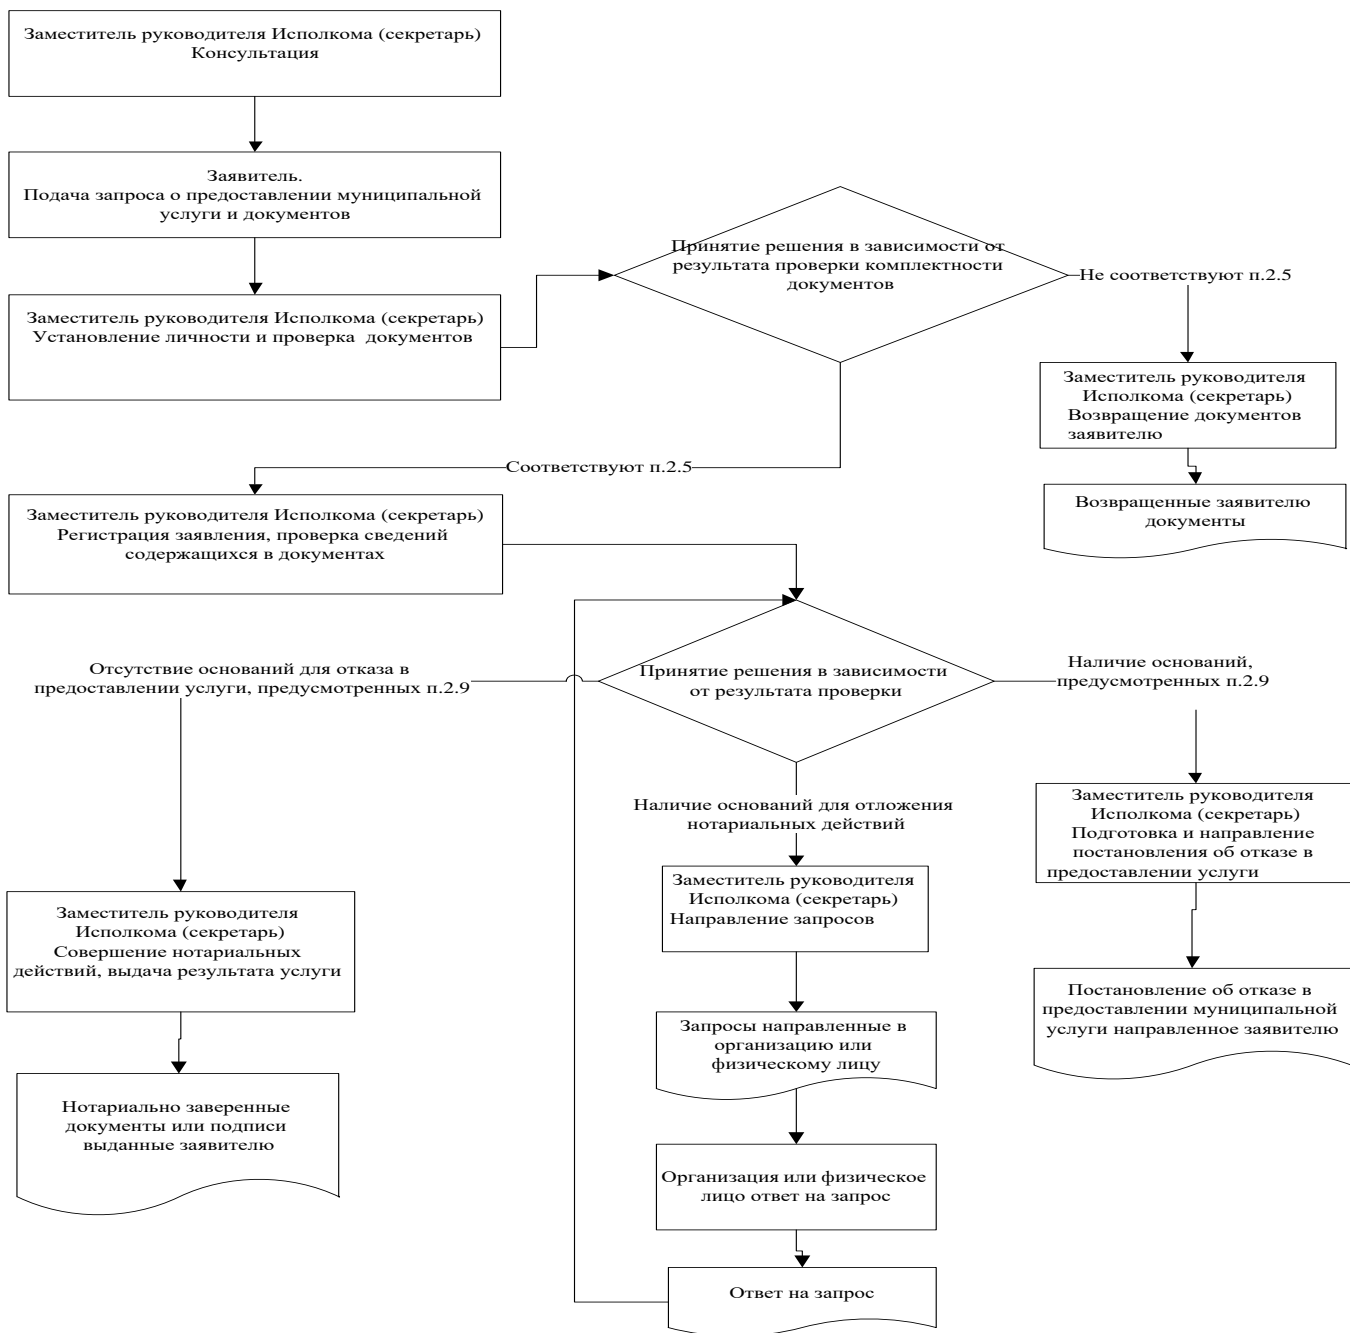 Заместитель руководителя Исполкома (секретарь)
Консультация
Заявитель.
Подача запроса о предоставлении муниципальной
услуги и документов
Заместитель руководителя Исполкома (секретарь)
Установление личности и проверка документов
Принятие решения в зависимости от
результата проверки комплектности
документов
Не соответствуют п.2.5
Заместитель руководителя
Исполкома (секретарь)
Возвращение документов
заявителю
Возвращенные заявителю
документы
Соответствуют п.2.5
Заместитель руководителя Исполкома (секретарь)
Регистрация заявления, проверка сведений
содержащихся в документах
Принятие решения в зависимости
от результата проверки
Отсутствие оснований для отказа в
предоставлении услуги, предусмотренных п.2.9
Наличие оснований,
предусмотренных п.2.9
Наличие оснований для отложения
нотариальных действий
Заместитель руководителя
Исполкома (секретарь)
Совершение нотариальных
действий, выдача результата услуги
Нотариально заверенные
документы или подписи
выданные заявителю
Заместитель руководителя
Исполкома (секретарь)
Направление запросов
Запросы направленные в
организацию или
физическому лицу
Организация или физическое
лицо ответ на запрос
Ответ на запрос
Заместитель руководителя
Исполкома (секретарь)
Подготовка и направление
постановления об отказе в
предоставлении услуги
Постановление об отказе в
предоставлении муниципальной
услуги направленное заявителю